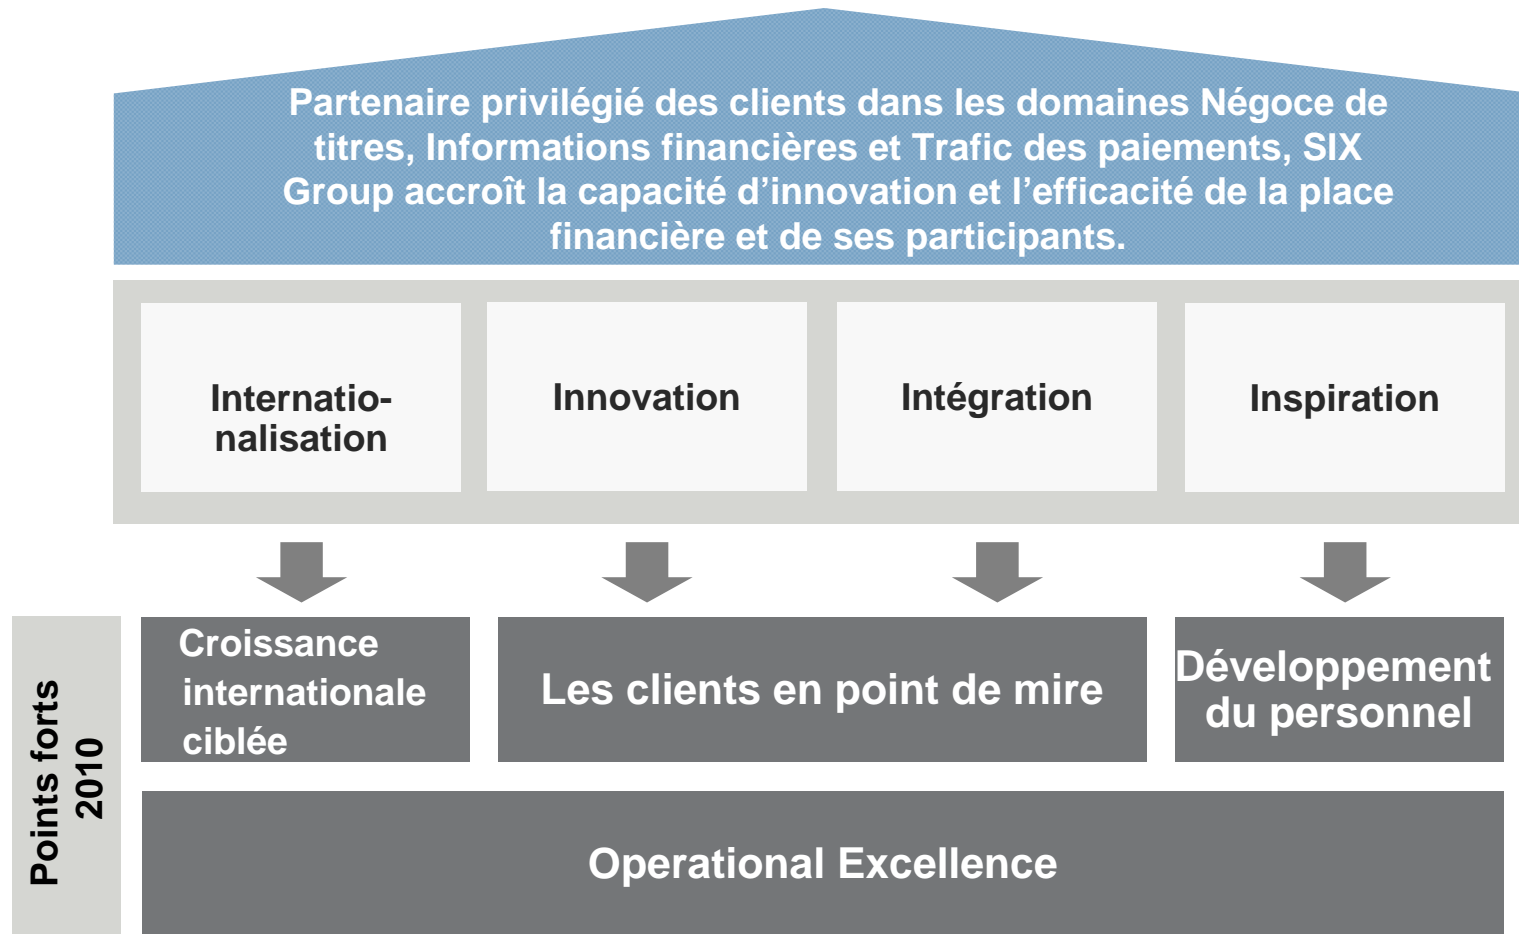 Partenaire privilégié des clients dans les domaines Négoce de
titres, Informations financières et Trafic des paiements, SIX
Group accroît la capacité d’innovation et l’efficacité de la place
financière et de ses participants.
Internatio-
nalisation
Innovation
Intégration
Inspiration
Points forts
2010
Croissance
internationale
ciblée
Les clients en point de mire
Développement
du personnel
Operational Excellence